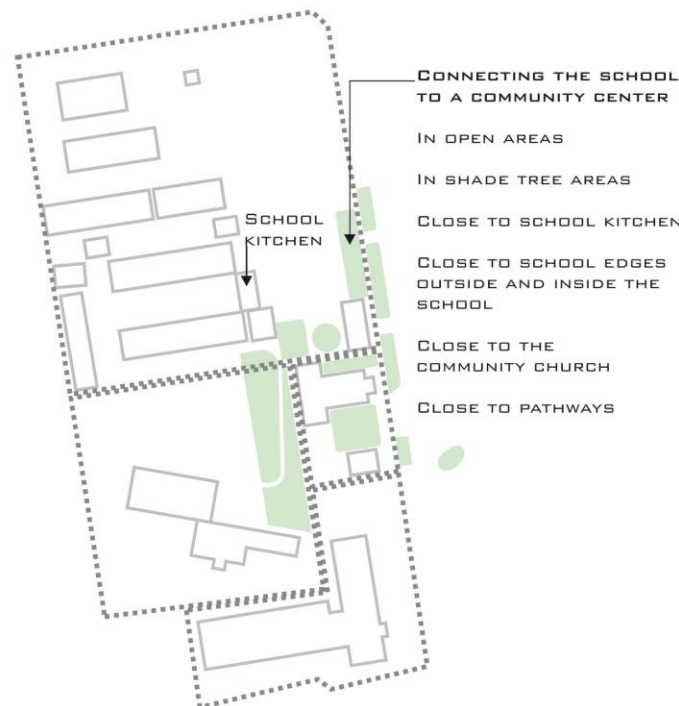 CONNECTING THE SCHOOL
TO A COMMUNITY CENTER
IN OPEN AREAS
IN SHADE TREE AREAS
CLOSE TO SCHOOL KITCHEN
CLOSE TO SCHOOL EDGES
OUTSIDE AND INSIDE THE
SCHOOL
CLOSE TO THE
COMMUNITY CHURCH
CLOSE TO PATHWAYS
SCHOOL
KITCHEN